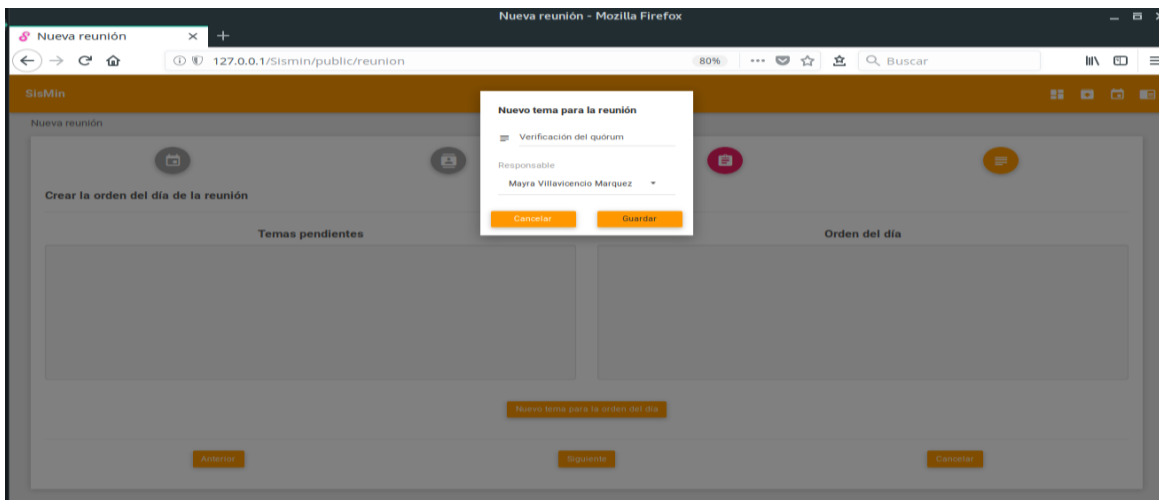 Nueva reunión - Mozilla Firefox
Nueva reunión
127.0.0.1/Sismin/public/reunion
80%
Buscar
SisMin
Nueva reunión
Nuevo tema para la reunión
Verificación del quórum
Responsable
Mayra Villavicencio Marquez
Cancelar Guardar
Crear la orden del día de la reunión
Temas pendientes
Orden del día
Nuevo tema para la orden del día
Anterior
Siguiente
Cancelar